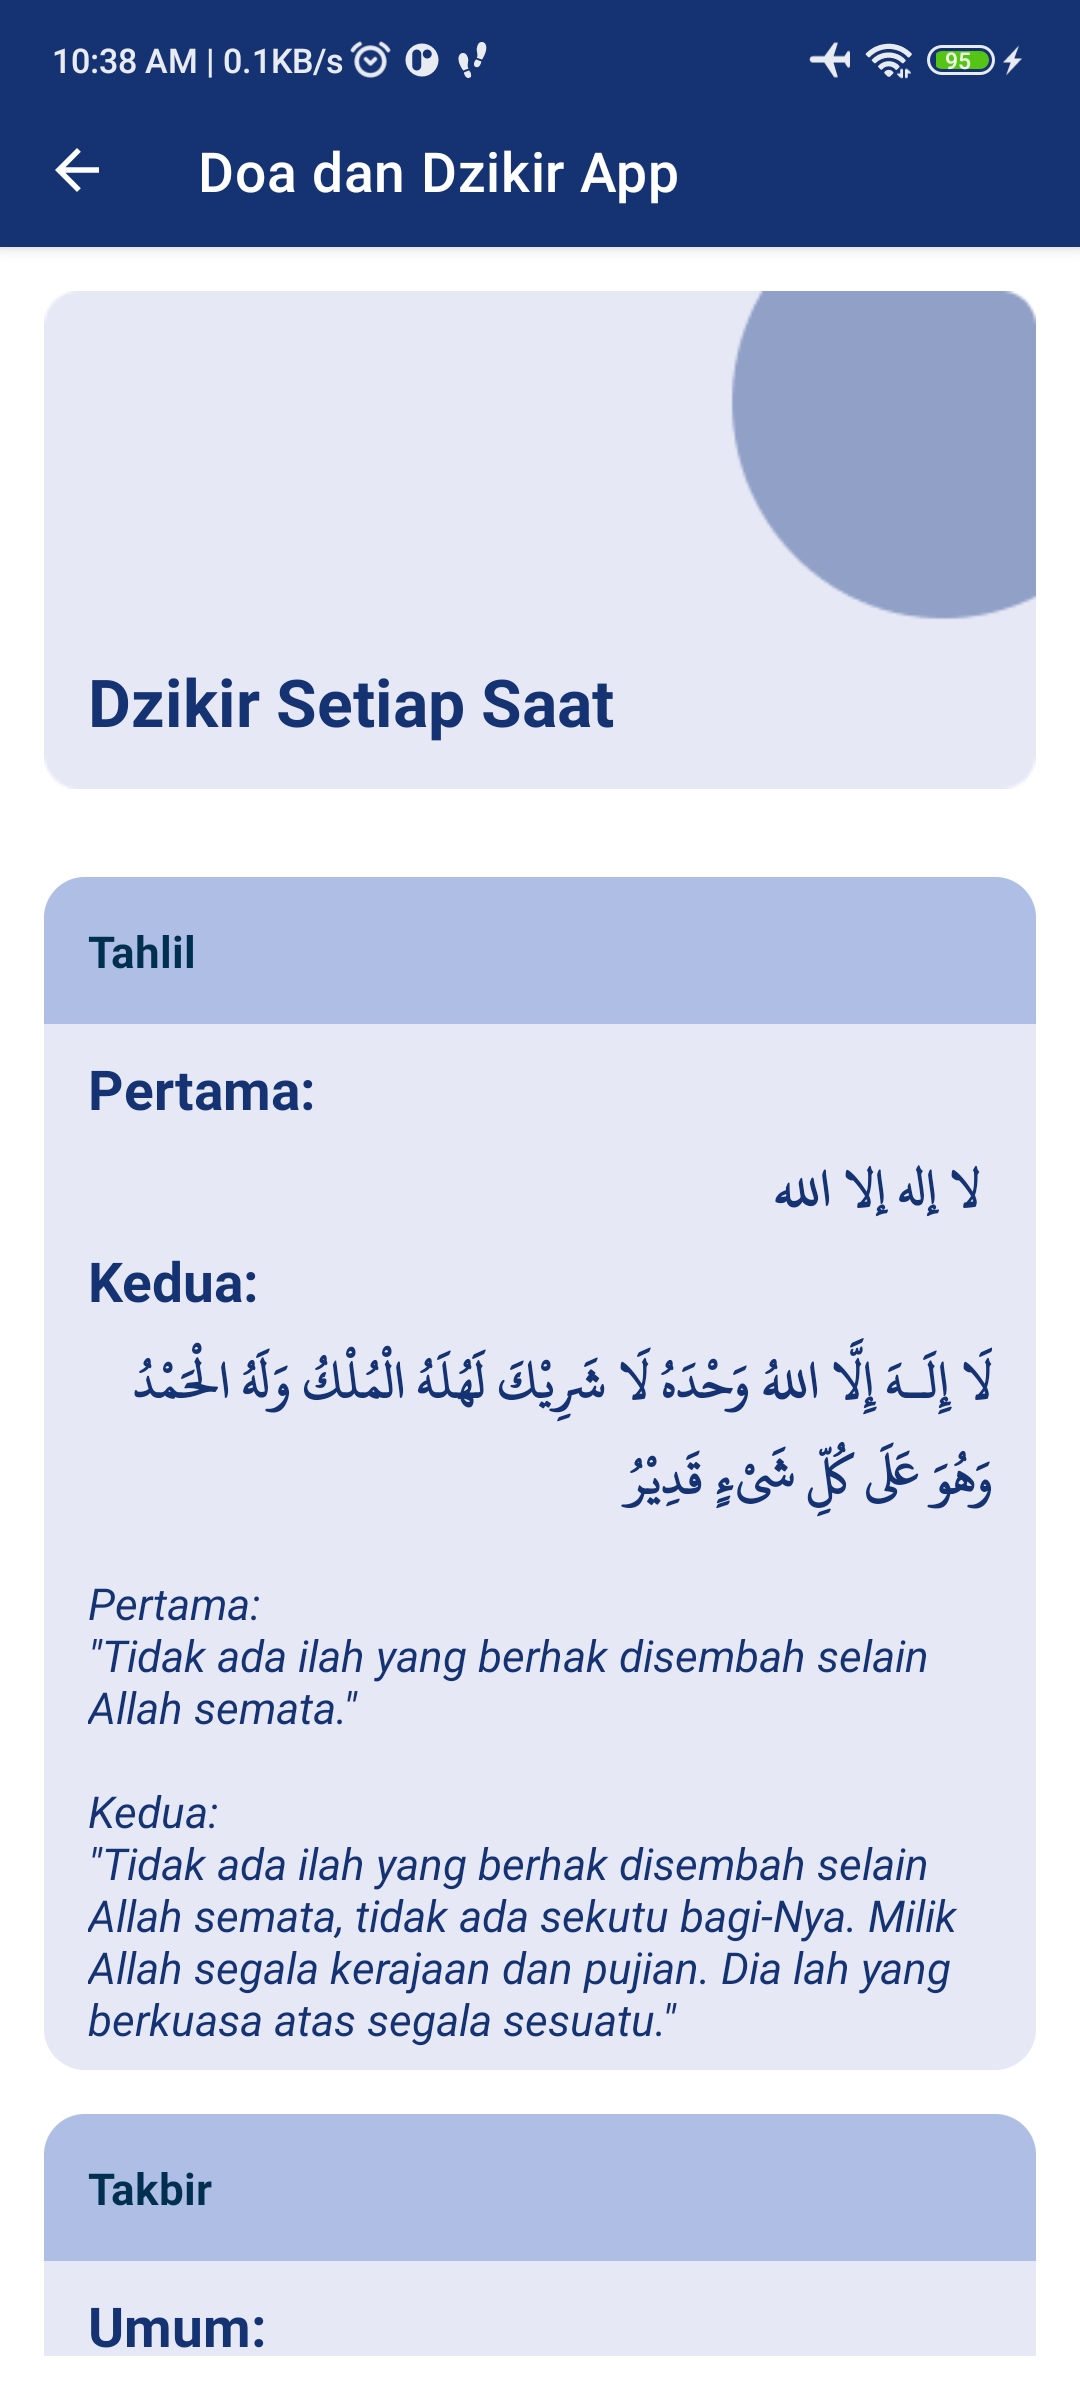 10:38 AM | 0.1KB/s
95
Doa dan Dzikir App
Dzikir Setiap Saat
Tahlil
Pertama:
لا إله إلا الله
Kedua:
لَا إِلَـهَ إِلَّا اللهُ وَحْدَهُ لَا شَرِيْكَ لَهُلَهُ الْمُلْكُ وَلَهُ الْحَمْدُ
وَهُوَ عَلَى كُلِّ شَىْءٍ قَدِيْرُ
Pertama:
"Tidak ada ilah yang berhak disembah selain
Allah semata."
Kedua:
"Tidak ada ilah yang berhak disembah selain
Allah semata, tidak ada sekutu bagi-Nya. Milik
Allah segala kerajaan dan pujian. Dia lah yang
berkuasa atas segala sesuatu."
Takbir
Umum: